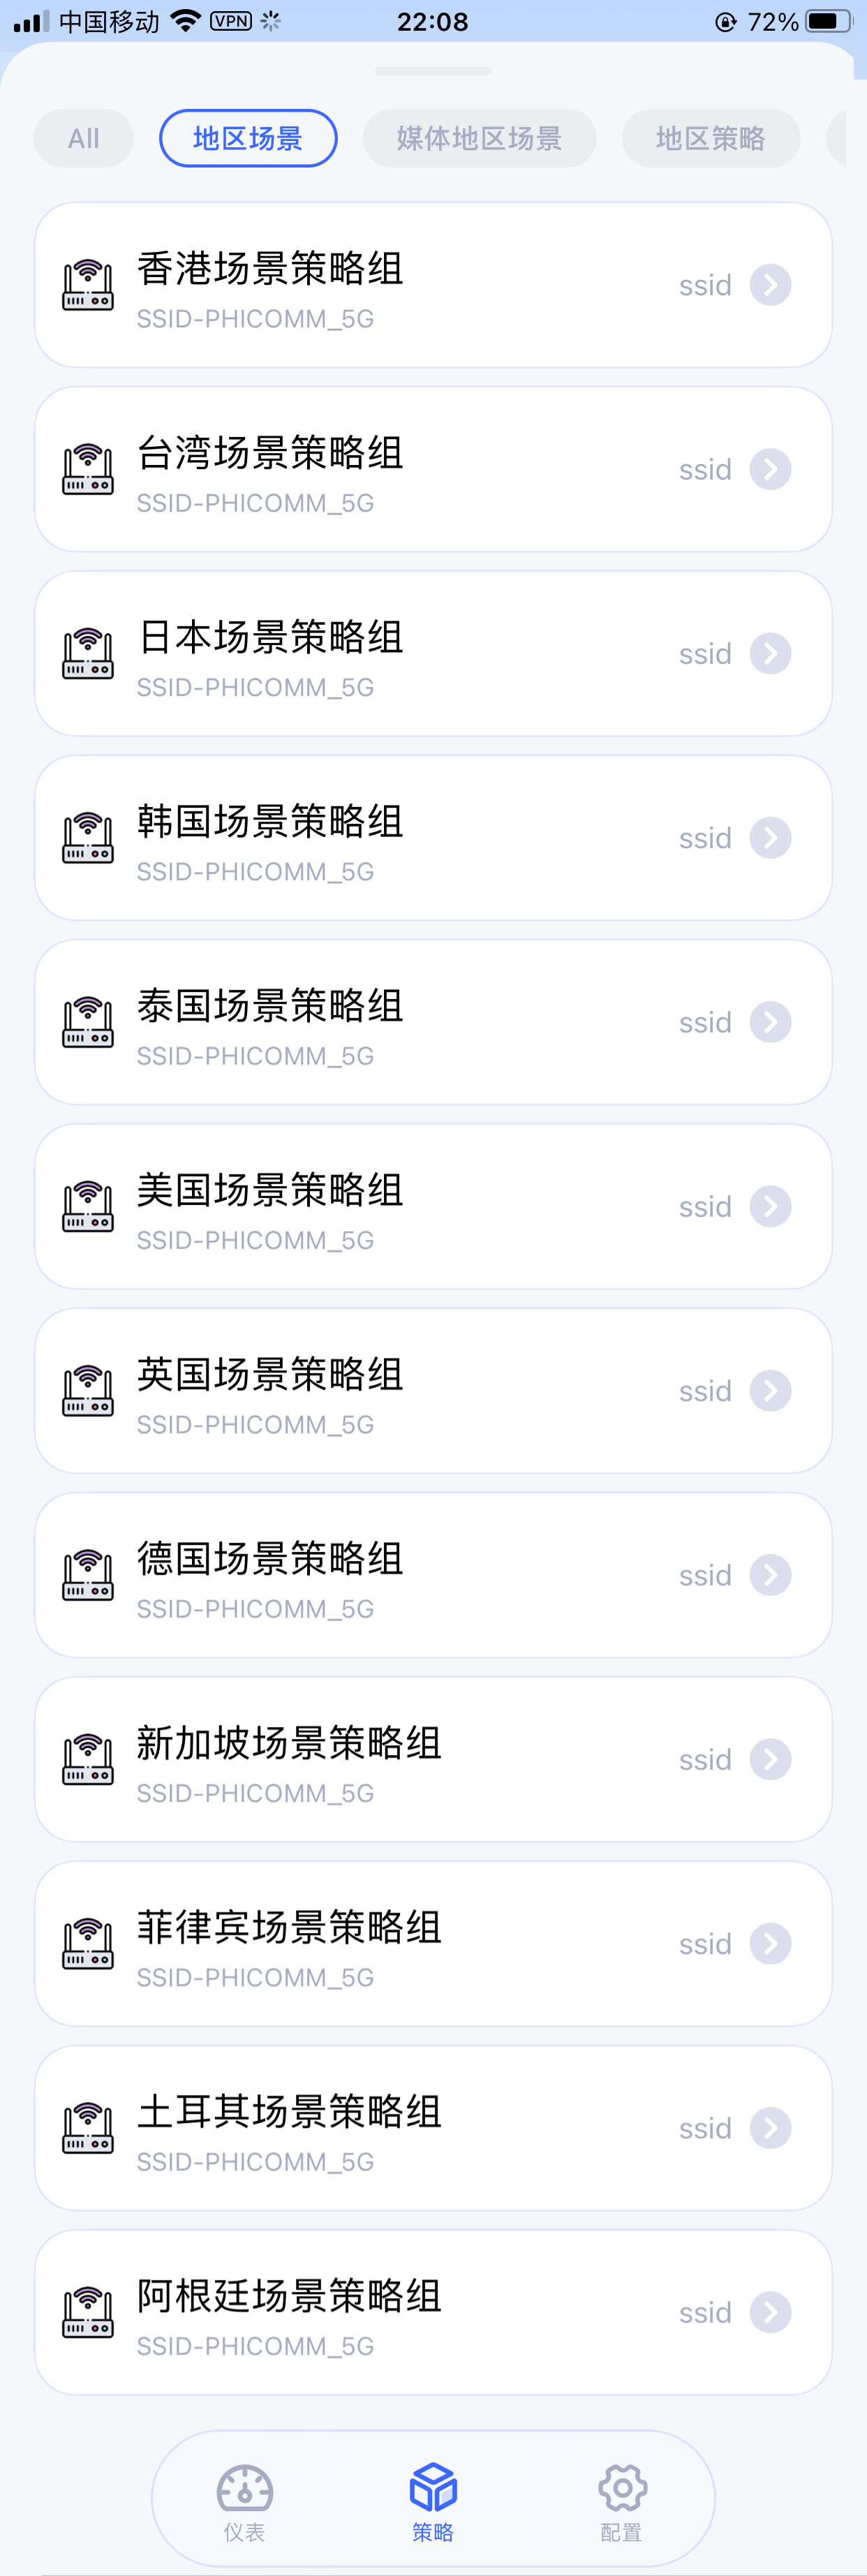 中国移动 VPN 22:08 72%
All 地区场景 媒体地区场景 地区策略
香港场景策略组
SSID-PHICOMM_5G
ssid
台湾场景策略组
SSID-PHICOMM_5G
ssid
日本场景策略组
SSID-PHICOMM_5G
ssid
韩国场景策略组
SSID-PHICOMM_5G
ssid
泰国场景策略组
SSID-PHICOMM_5G
ssid
美国场景策略组
SSID-PHICOMM_5G
ssid
英国场景策略组
SSID-PHICOMM_5G
ssid
德国场景策略组
SSID-PHICOMM_5G
ssid
新加坡场景策略组
SSID-PHICOMM_5G
ssid
菲律宾场景策略组
SSID-PHICOMM_5G
ssid
土耳其场景策略组
SSID-PHICOMM_5G
ssid
阿根廷场景策略组
SSID-PHICOMM_5G
ssid
仪表 策略 配置